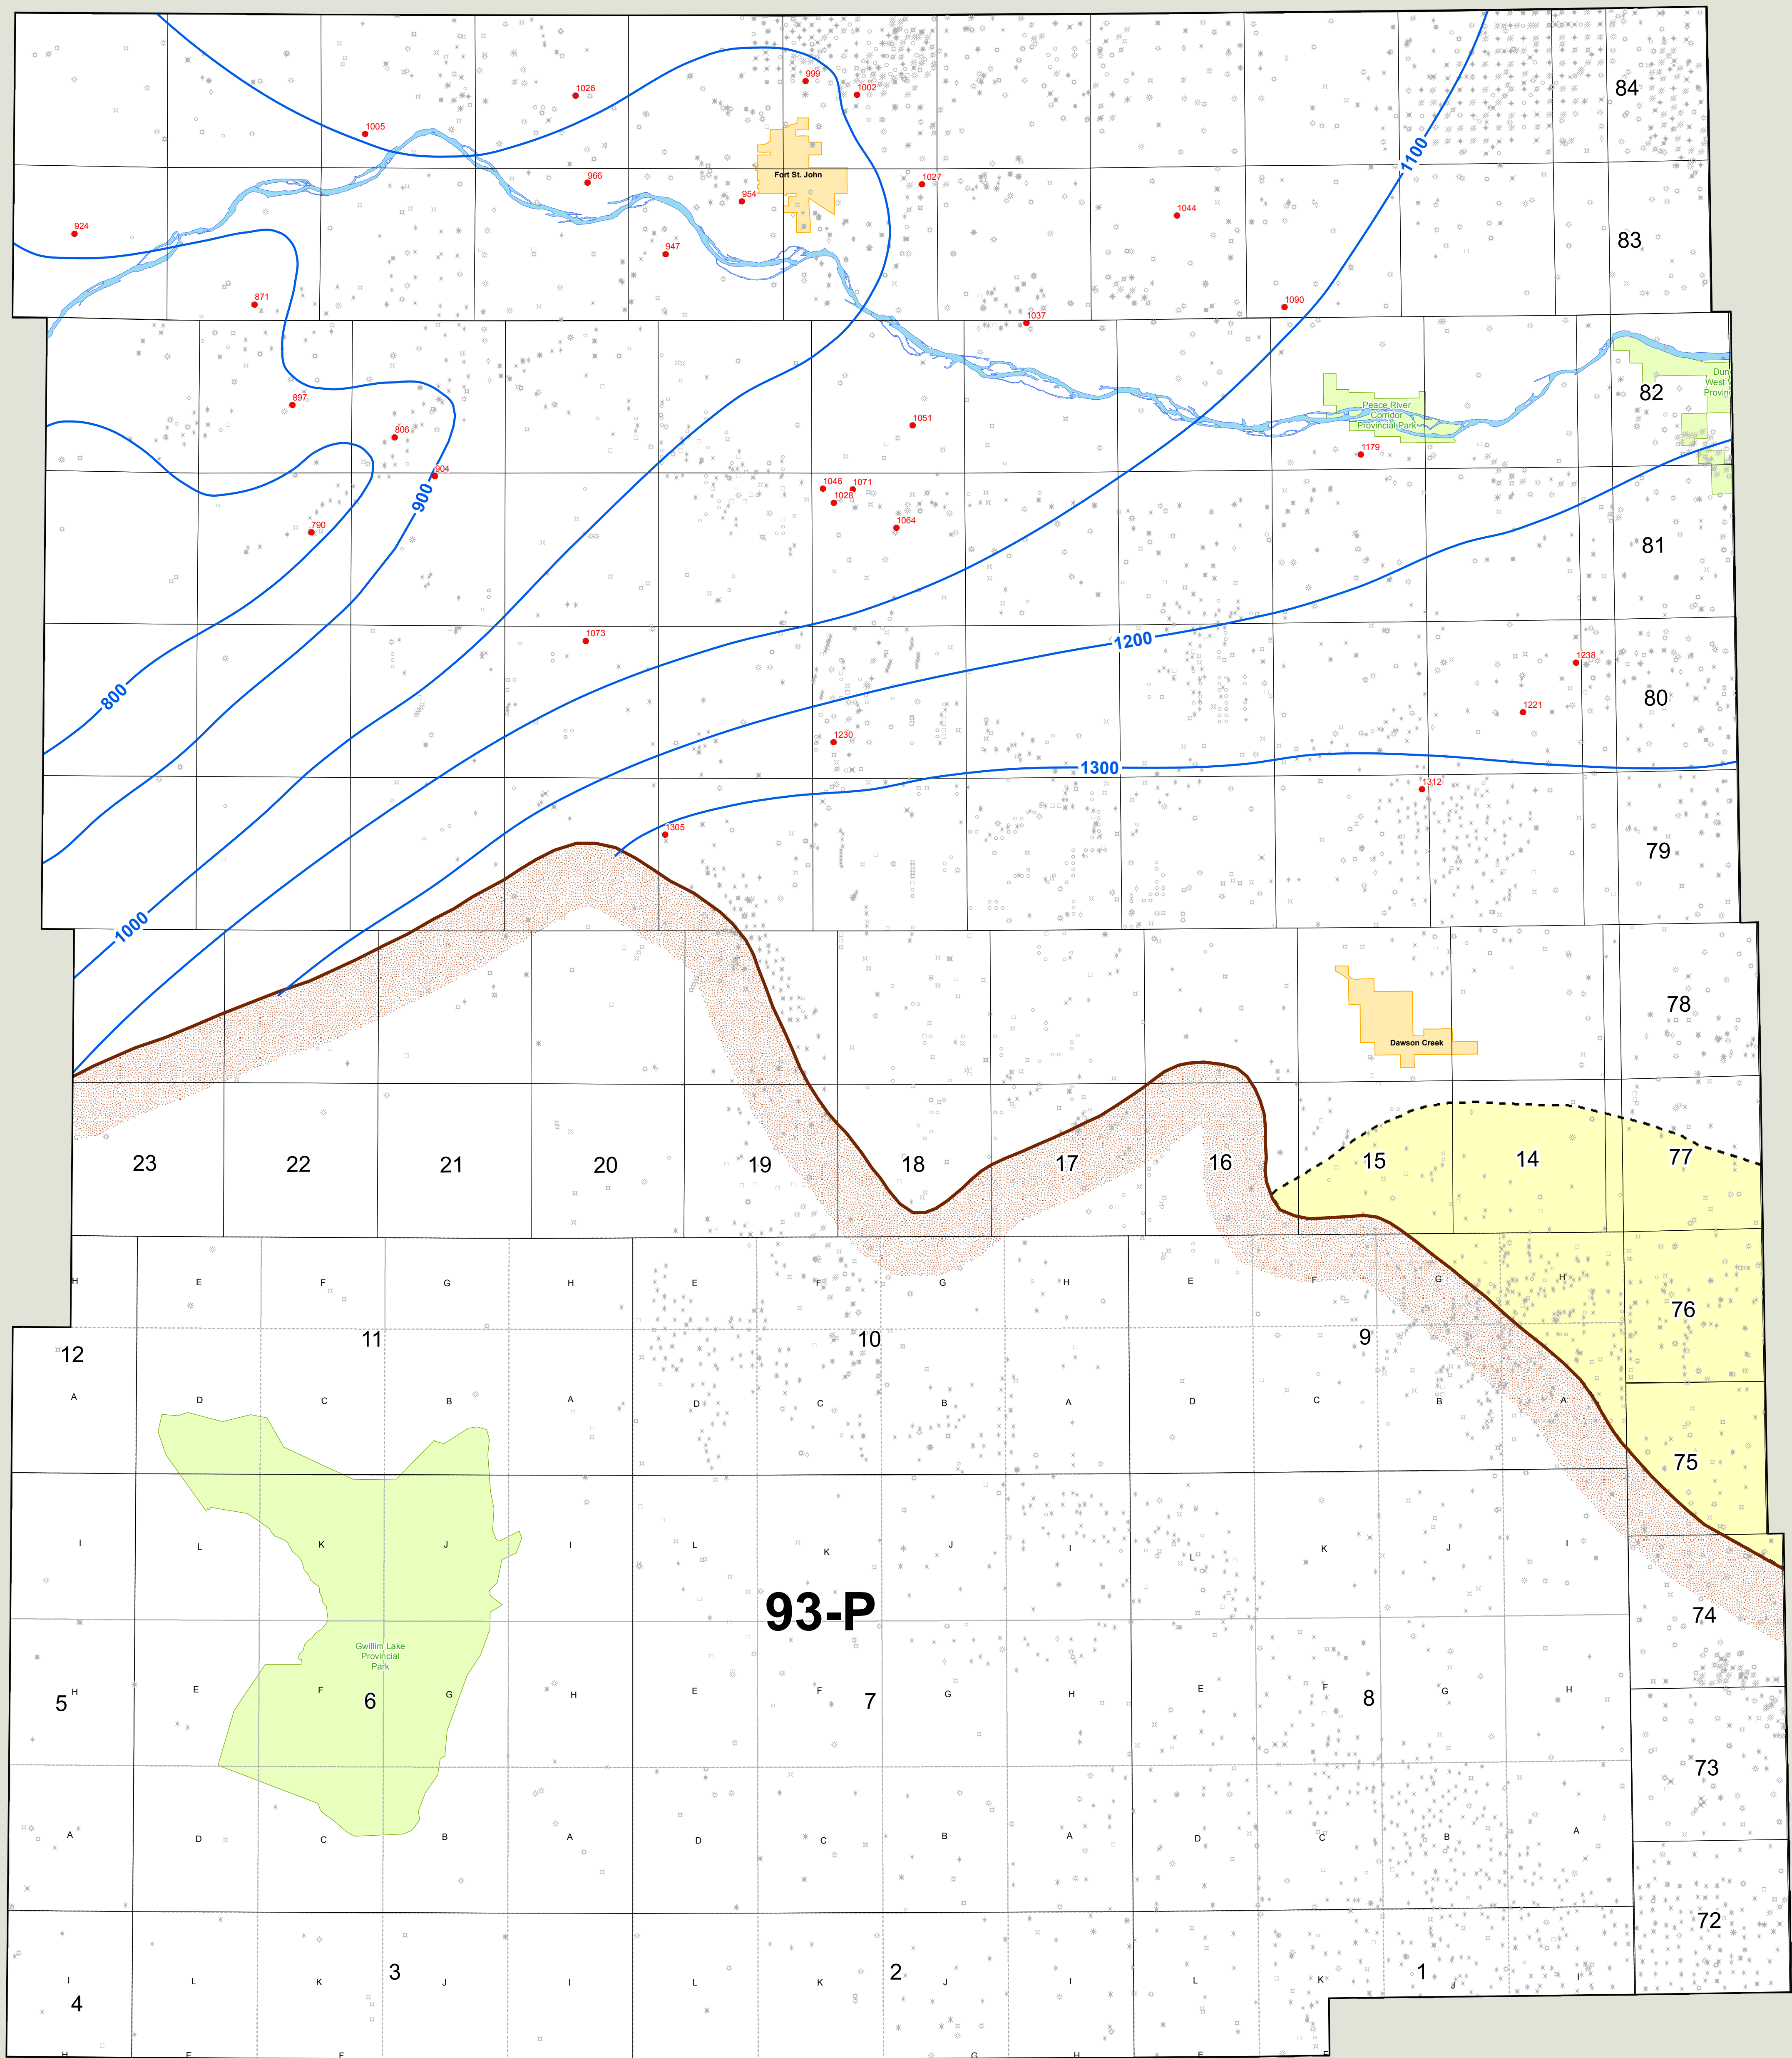 999
1026
1002
84
1005
1100
966
Fort St. John
1027
954
1044
924
947
83
871
1090
1037
Dun
West
Provinc
82
897
Peace River
Corridor
Provincial Park
1051
806
1179
904
900
1046
1071
1028
790
1064
81
1073
1200
1238
800
80
1221
1230
1300
1312
1305
79
1000
78
Dawson Creek
23
22
21
20
19
18
17
16
15
14
77
H
E
F
G
H
E
F
G
H
E
F
G
H
76
12
11
10
9
A
D
C
B
A
D
C
B
A
D
C
B
A
75
I
L
K
J
I
L
K
J
I
L
K
J
I
93-P
74
Gwillim Lake
Provincial
Park
5
H
E
F
6
G
H
E
F
7
G
H
E
F
8
G
H
73
A
D
C
B
A
D
C
B
A
D
C
B
A
72
I
L
K
3
J
I
L
K
2
J
I
L
K
1
J
I
4
H
E
F
G
H
E
F